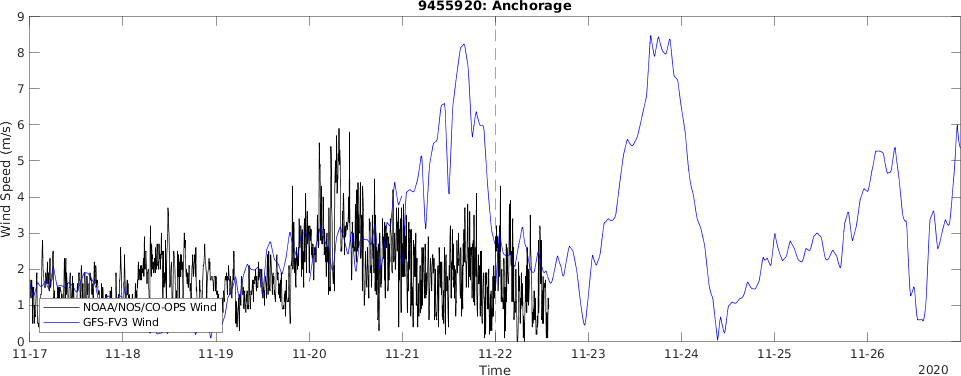 9455920: Anchorage
9
8
7
6
5
4
3
2
1
0
Wind Speed (m/s)
NOAA/NOS/CO-OPS Wind
GFS-FV3 Wind
11-17 11-18 11-19 11-20 11-21 11-22 11-23 11-24 11-25 11-26
Time
2020